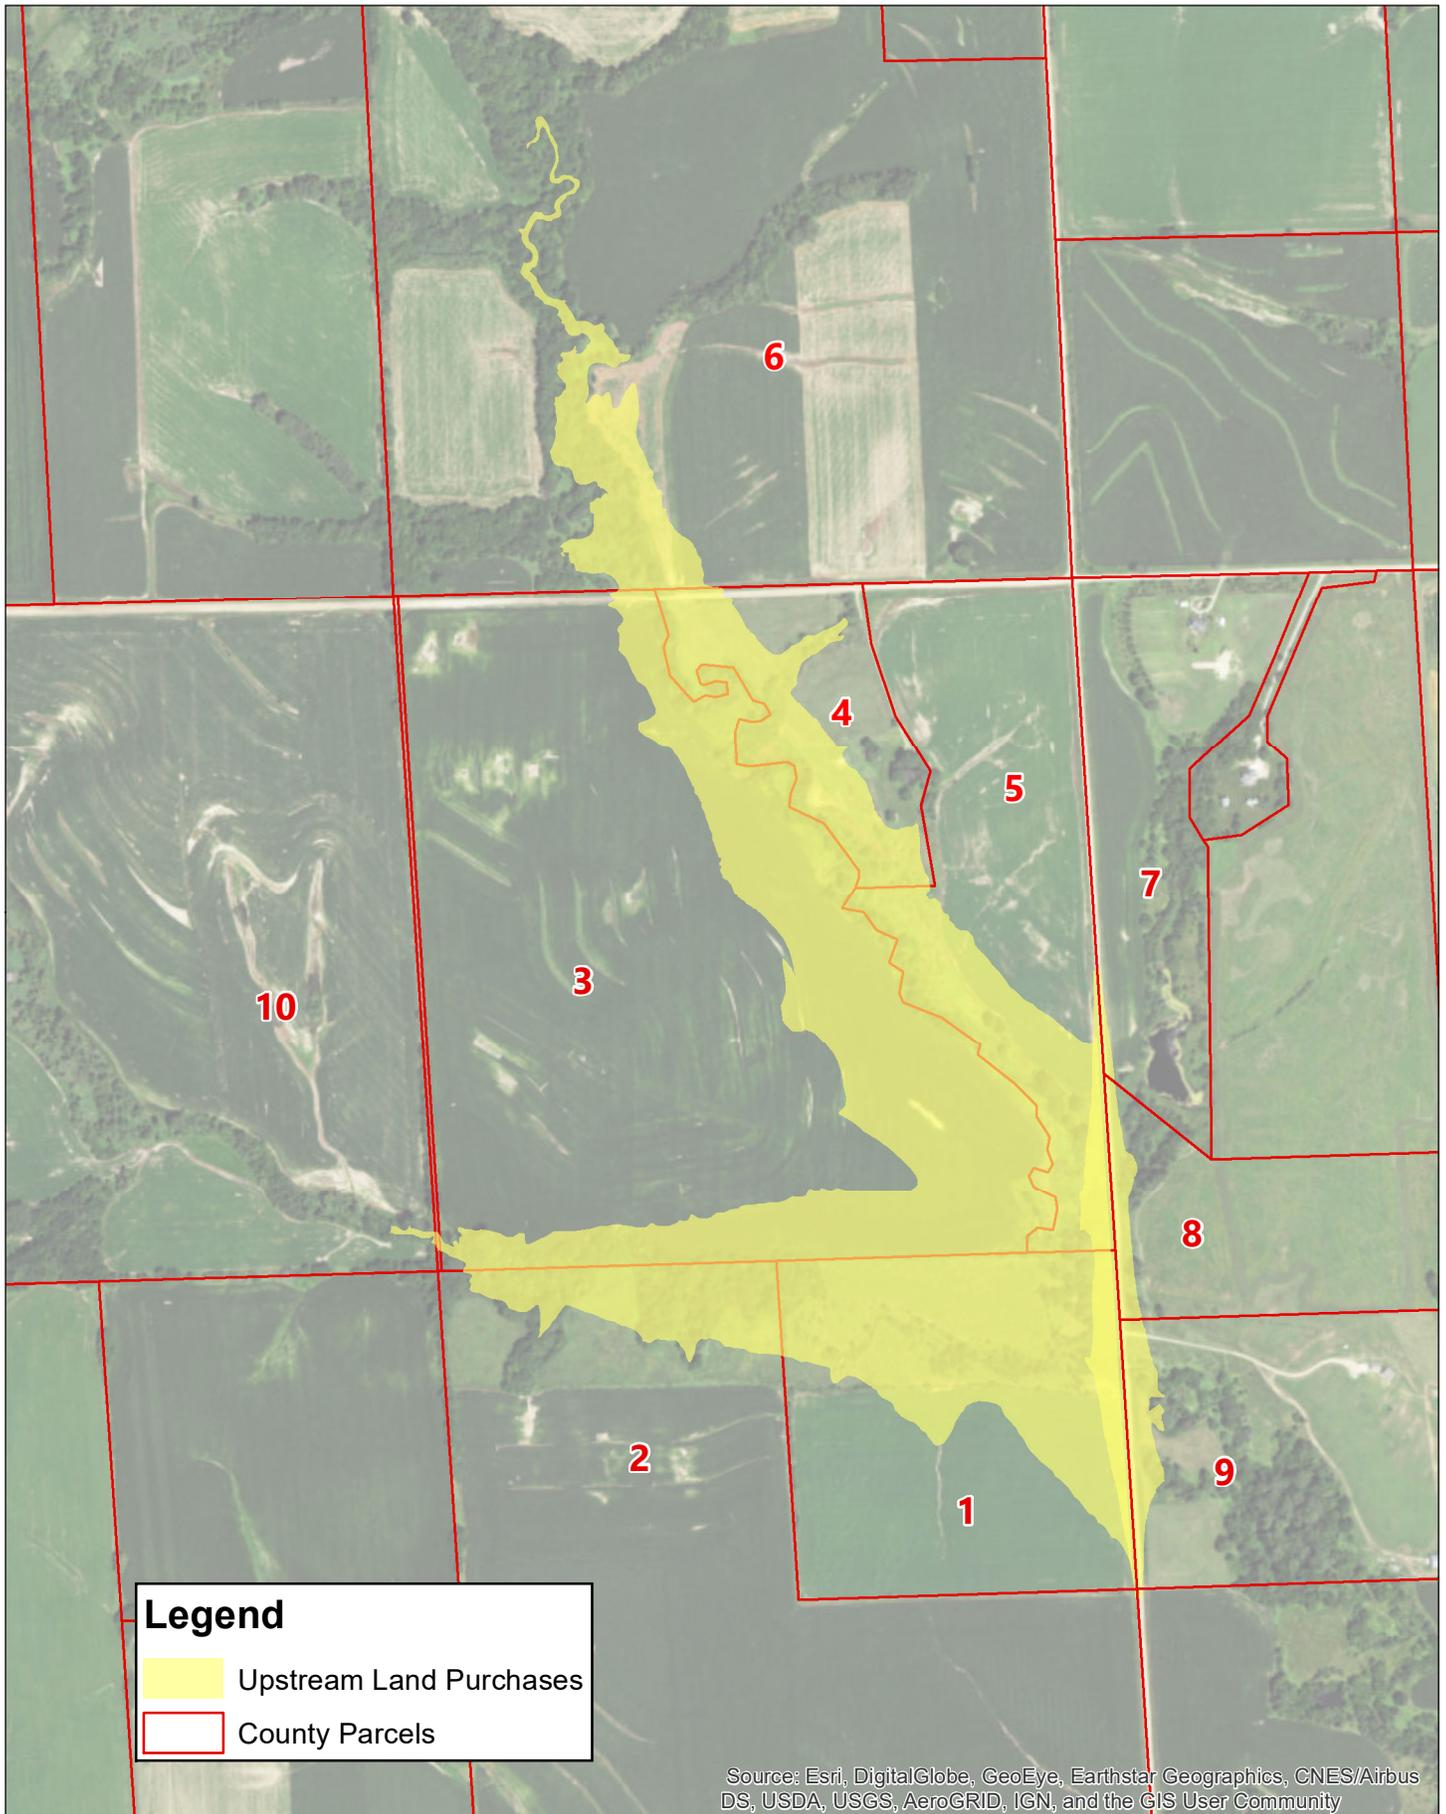 6
4
5
7
3
10
8
2
9
1
Legend
Upstream Land Purchases
County Parcels
Source: Esri, DigitalGlobe, GeoEye, Earthstar Geographics, CNES/Airbus
DS, USDA, USGS, AeroGRID, IGN, and the GIS User Community